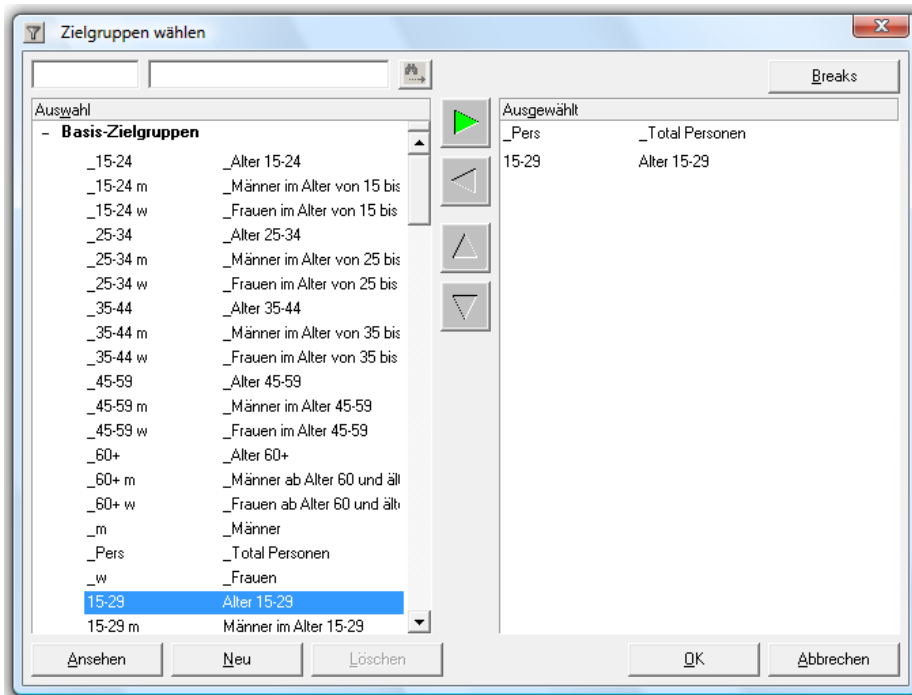 Zielgruppen wählen
Breaks
Auswahl
Ausgewählt
– Basis-Zielgruppen
_15-24 _Alter 15-24
_15-24 m _Männer im Alter von 15 bis
_15-24 w _Frauen im Alter von 15 bis
_25-34 _Alter 25-34
_25-34 m _Männer im Alter von 25 bis
_25-34 w _Frauen im Alter von 25 bis
_35-44 _Alter 35-44
_35-44 m _Männer im Alter von 35 bis
_35-44 w _Frauen im Alter von 35 bis
_45-59 _Alter 45-59
_45-59 m _Männer im Alter 45-59
_45-59 w _Frauen im Alter 45-59
_60+ _Alter 60+
_60+ m _Männer ab Alter 60 und äl
_60+ w _Frauen ab Alter 60 und ält
_m _Männer
_Pers _Total Personen
_w _Frauen
15-29 Alter 15-29
15-29 m Männer im Alter 15-29
_Pers _Total Personen
15-29 Alter 15-29
Ansehen
Neu
Löschen
OK
Abbrechen